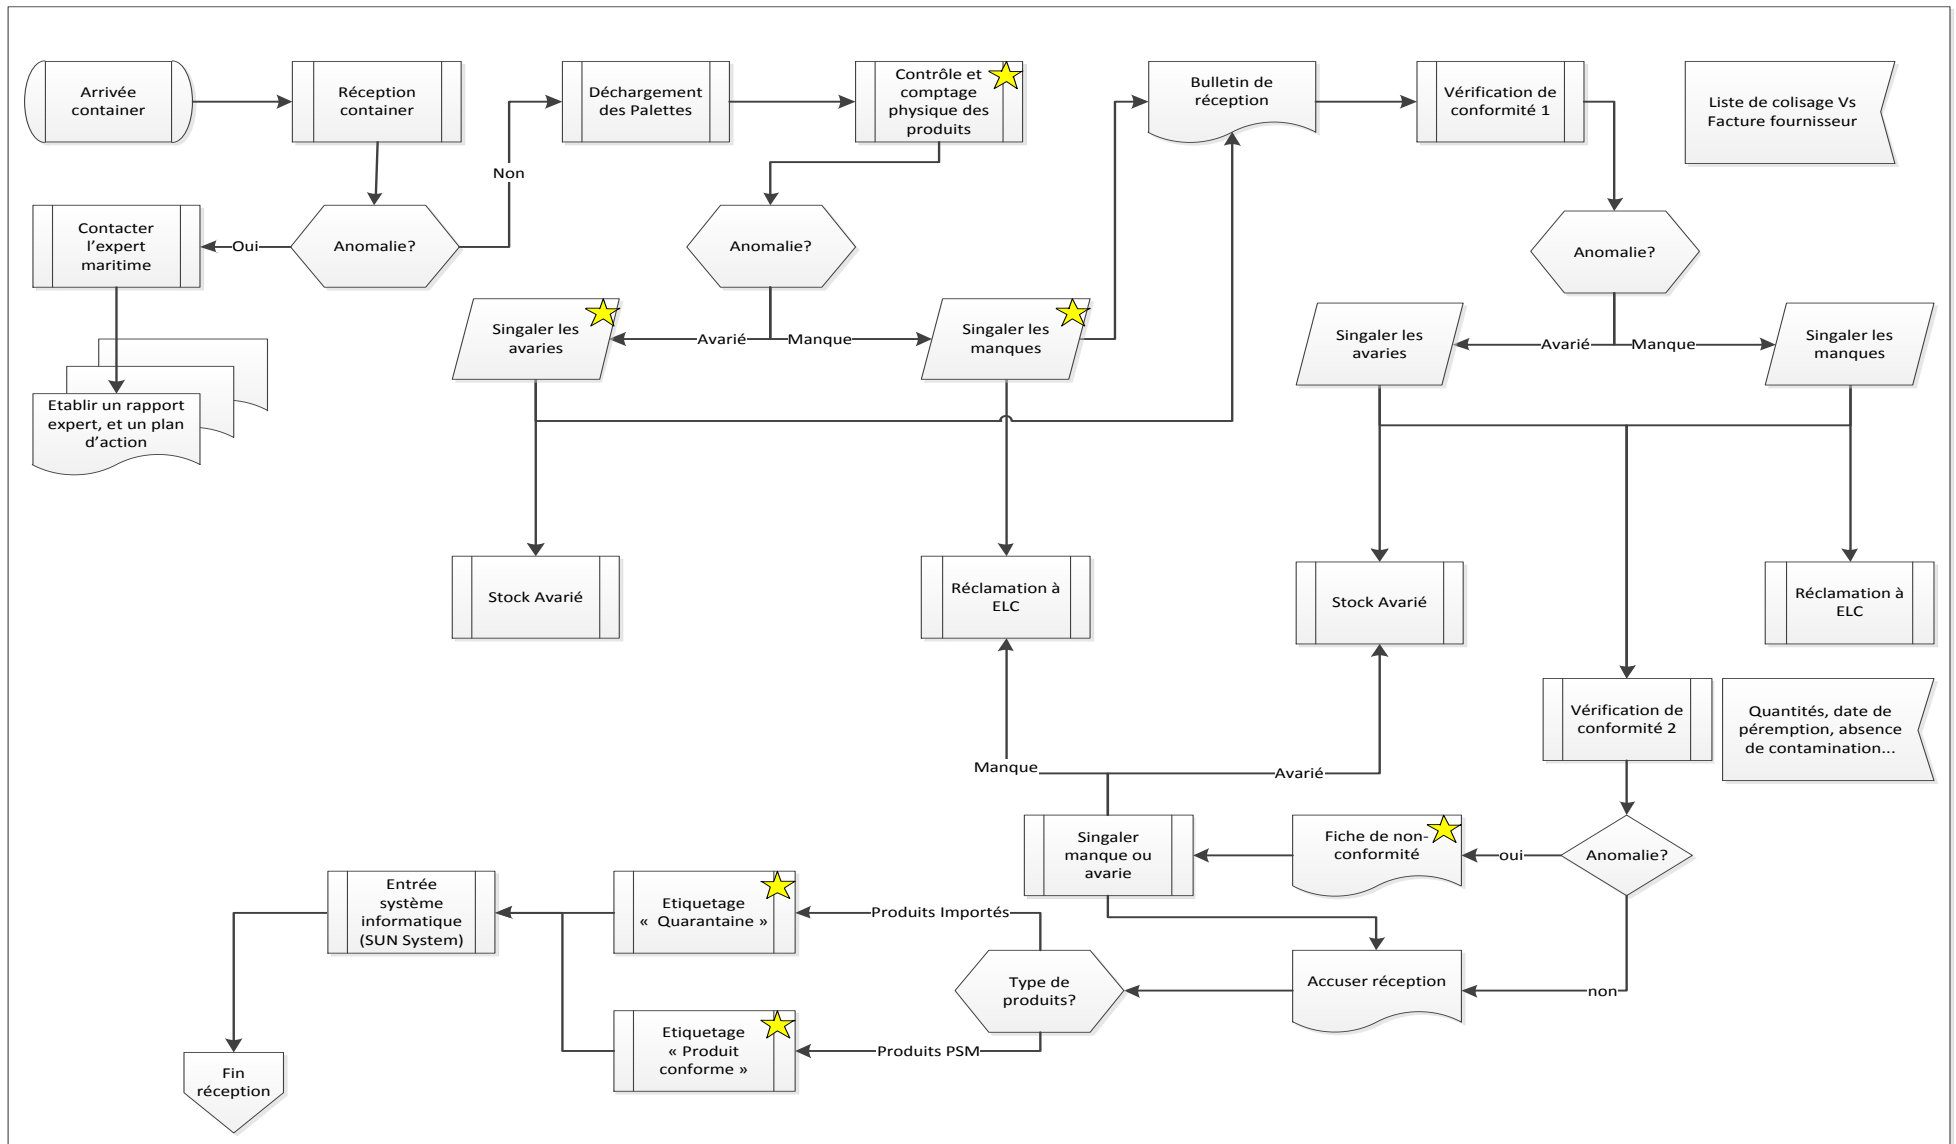 Arrivée
container
Réception
container
Déchargement
des Palettes
Contrôle et
comptage
physique des
produits
Bulletin de
réception
Vérification de
conformité 1
Liste de colisage Vs
Facture fournisseur
Non
Contacter
l'expert
maritime
Oui
Anomalie?
Anomalie?
Anomalie?
Singaler les
avaries
Avarié
Manque
Singaler les
manques
Singaler les
avaries
Avarié
Manque
Singaler les
manques
Etablir un rapport
expert, et un plan
d'action
Stock Avarié
Réclamation à
ELC
Stock Avarié
Réclamation à
ELC
Vérification de
conformité 2
Quantités, date de
péremption, absence
de contamination...
Manque
Avarié
Singaler
manque ou
avarie
Fiche de non-
conformité
oui
Anomalie?
Entrée
système
informatique
(SUN System)
Etiquetage
« Quarantaine »
Produits Importés
Type de
produits?
Accuser réception
non
Etiquetage
« Produit
conforme »
Produits PSM
Fin
réception